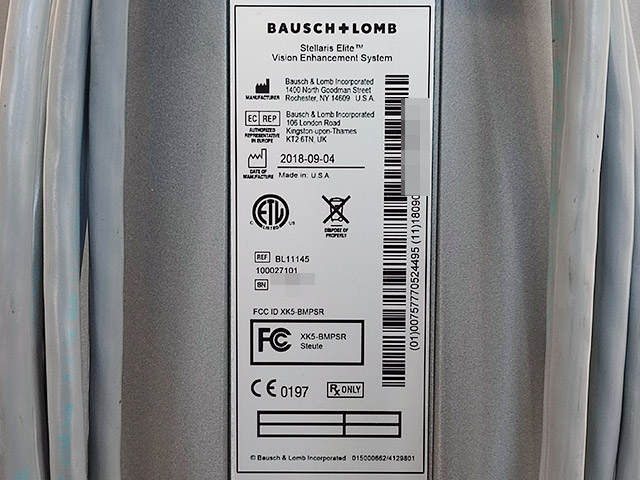 BAUSCH+LOMB
Stellaris Elite™
Vision Enhancement System
MANUFACTURER
Bausch & Lomb Incorporated
1400 North Goodman Street
Rochester, NY 14609 U.S.A.
EC REP
AUTHORIZED
REPRESENTATIVE
IN EUROPE
Bausch & Lomb Incorporated
106 London Road
Kingston-upon-Thames
KT2 6TN, UK
2018-09-04
DATE OF
MANUFACTURE
Made in: U.S.A.
ETL
C LISTED US
DISPOSE OF
PROPERLY
REF BL11145
100027101
SN
FCC ID XK5-BMPSR
FC
XK5-BMPSR
Steute
CE 0197
Rx ONLY
© Bausch & Lomb Incorporated 015000662/4129801
(01)00757770524495 (11)18090